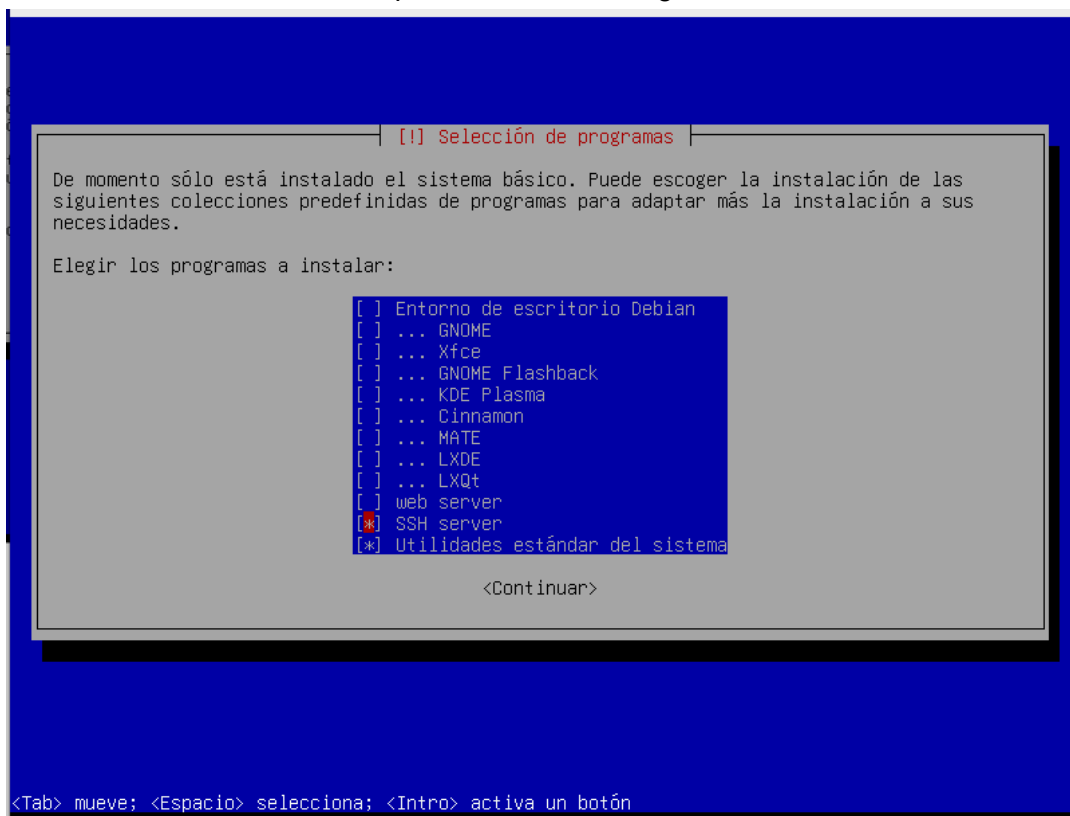 [!] Selección de programas
De momento sólo está instalado el sistema básico. Puede escoger la instalación de las
siguientes colecciones predefinidas de programas para adaptar más la instalación a sus
necesidades.
Elegir los programas a instalar:
[ ] Entorno de escritorio Debian
[ ] ... GNOME
[ ] ... Xfce
[ ] ... GNOME Flashback
[ ] ... KDE Plasma
[ ] ... Cinnamon
[ ] ... MATE
[ ] ... LXDE
[ ] ... LXQt
[ ] web server
[*] SSH server
[*] Utilidades estándar del sistema
<Continuar>
<Tab> mueve; <Espacio> selecciona; <Intro> activa un botón